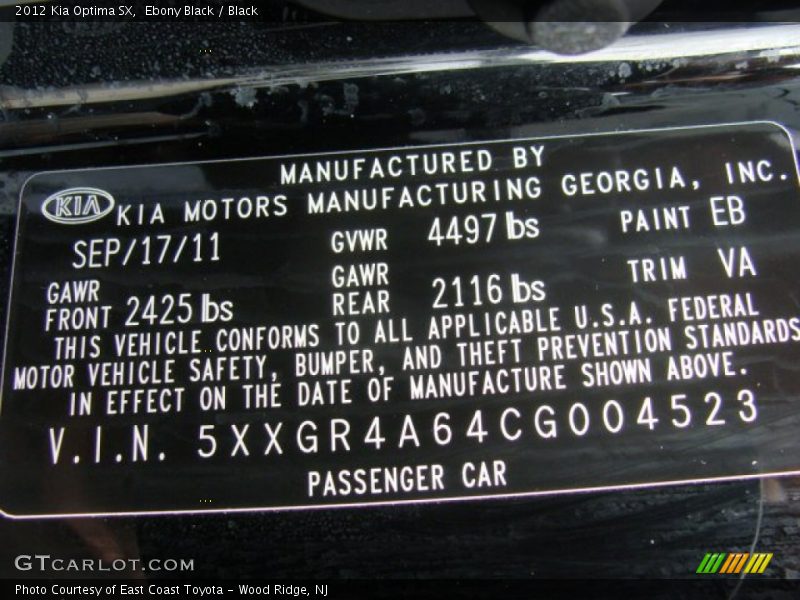 2012 Kia Optima SX, Ebony Black / Black
MANUFACTURED BY
KIA KIA MOTORS MANUFACTURING GEORGIA, INC.
SEP/17/11 GVWR 4497 lbs PAINT EB
GAWR GAWR TRIM VA
FRONT 2425 lbs REAR 2116 lbs
THIS VEHICLE CONFORMS TO ALL APPLICABLE U.S.A. FEDERAL
MOTOR VEHICLE SAFETY, BUMPER, AND THEFT PREVENTION STANDARDS
IN EFFECT ON THE DATE OF MANUFACTURE SHOWN ABOVE.
V.I.N. 5XXGR4A64CG004523
PASSENGER CAR
GTCARLOT.COM
Photo Courtesy of East Coast Toyota - Wood Ridge, NJ